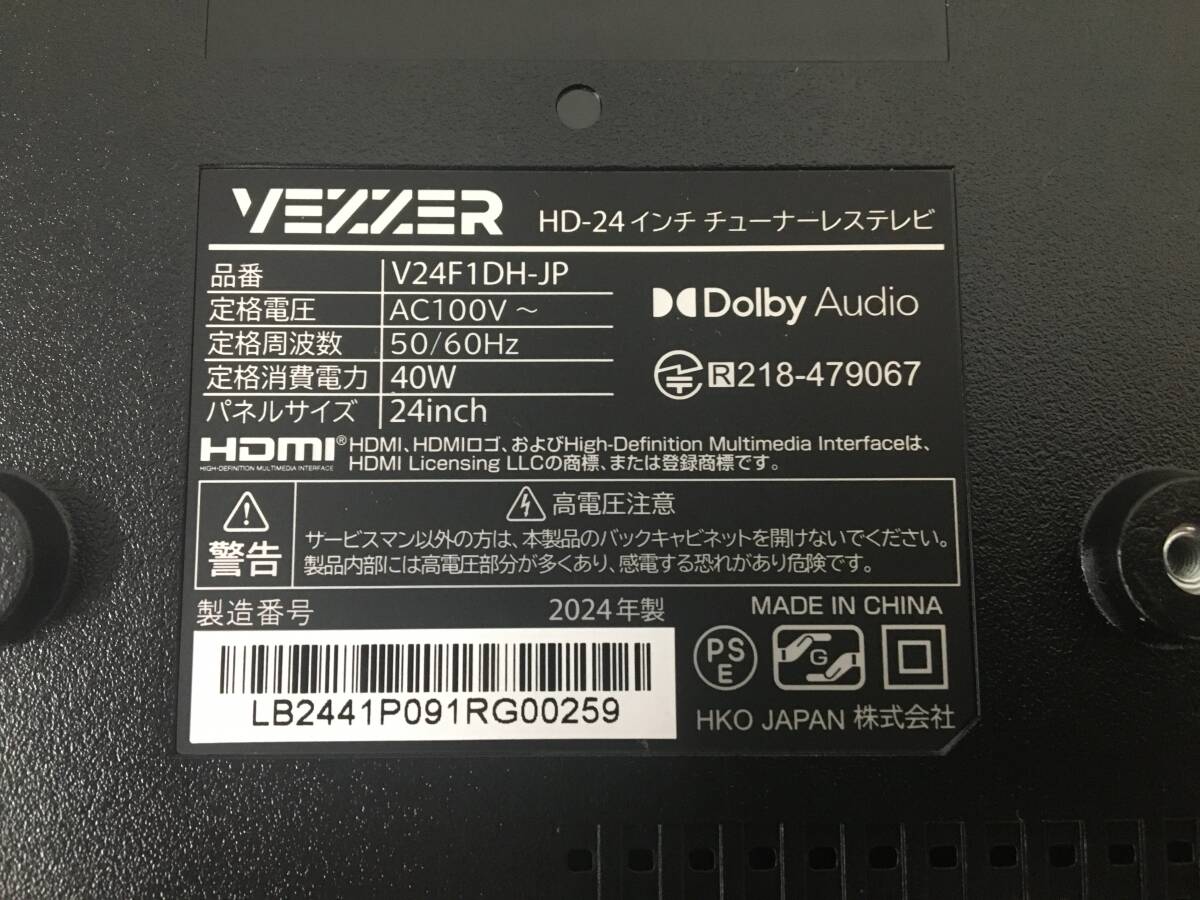 VEZZER HD-24 インチ チューナーレステレビ
品番 V24F1DH-JP
定格電圧 AC100V ~
定格周波数 50/60Hz
定格消費電力 40W
パネルサイズ 24inch
Dolby Audio
R 218-479067
HDMI® HDMI、HDMIロゴ、およびHigh-Definition Multimedia Interfaceは、
HIGH-DEFINITION MULTIMEDIA INTERFACE HDMI Licensing LLCの商標、または登録商標です。
高電圧注意
警告
サービスマン以外の方は、本製品のバックキャビネットを開けないでください。
製品内部には高電圧部分が多くあり、感電する恐れがあり危険です。
製造番号 2024年製 MADE IN CHINA
LB2441P091RG00259
PS E G
HKO JAPAN 株式会社